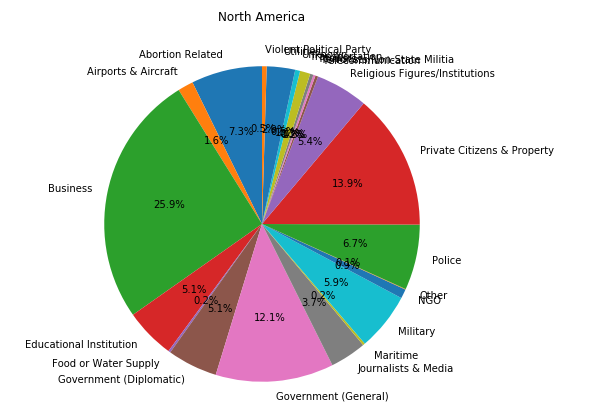 North America
Violent Political Party
Abortion Related
Airports & Aircraft
Religious Figures/Institutions
Private Citizens & Property
Business
Police
Other
NGO
Military
Maritime
Journalists & Media
Government (General)
Government (Diplomatic)
Food or Water Supply
Educational Institution
7.3%
1.6%
25.9%
5.1%
0.2%
5.1%
12.1%
3.7%
0.2%
5.9%
0.9%
0.1%
6.7%
13.9%
5.4%
0.5%